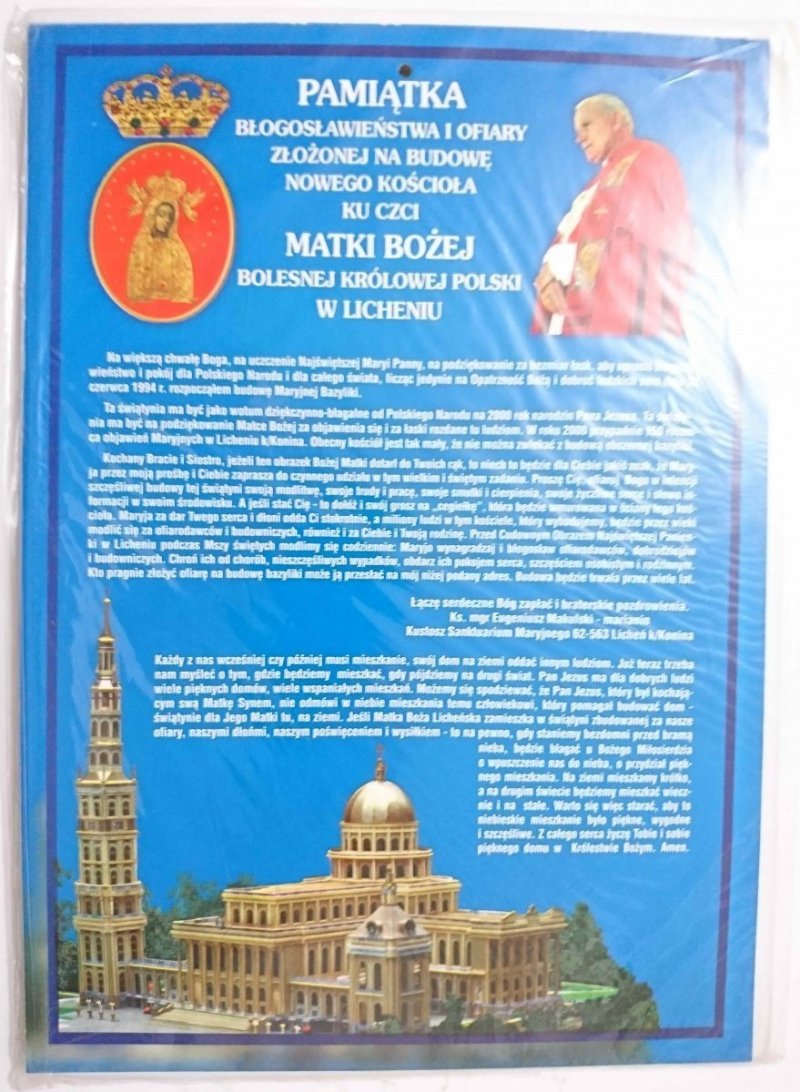 PAMIĄTKA
BŁOGOSŁAWIEŃSTWA I OFIARY
ZŁOŻONEJ NA BUDOWĘ
NOWEGO KOŚCIOŁA
KU CZCI
MATKI BOŻEJ
BOLESNEJ KRÓLOWEJ POLSKI
W LICHENIU
Na większą chwałę Boga, na uczczenie Najświętszej Maryi Panny, na podziękowanie za bezmiar łask, aby uprosić
wieństwo i pokój dla Polskiego Narodu i dla całego świata, licząc jedynie na Opatrzność Bożą i dobroć ludzkich
czerwca 1994 r. rozpocząłem budowę Maryjnej Bazyliki.
Ta świątynia ma być jako wotum dziękczynno-błagalne od Polskiego Narodu na 2000 rok narodzin Pana Jezusa. Ta
nia ma być na podziękowanie Matce Bożej za objawienia się i za łaski rozdane tu ludziom. W roku 2000 przypadnie 150
ca objawień Maryjnych w Licheniu k/Konina. Obecny kościół jest tak mały, że nie można zwlekać z budową obszernej bazyliki.
Kochany Bracie i Siostro, jeżeli ten obrazek Bożej Matki dotarł do Twoich rąk, to niech to będzie dla Ciebie jakiś znak, że Mary-
ja przez moją prośbę i Ciebie zaprasza do czynnego udziału w tym wielkim i świętym zadaniu. Proszę Cię, ofiaruj Bogu w intencji
szczęśliwej budowy tej świątyni swoją modlitwę, swoje trudy i pracę, swoje smutki i cierpienia, swoje życzliwe serce i słowo in-
formacji w swoim środowisku. A jeśli stać Cię - to dołóż i swój grosz na „cegiełkę", która będzie wmurowana w ściany tego koś-
cioła. Maryja za dar Twego serca i dłoni odda Ci stokrotnie, a miliony ludzi w tym kościele, który wybudujemy, będzie przez wieki
modlić się za ofiarodawców i budowniczych, również i za Ciebie i Twoją rodzinę. Przed Cudownym Obrazem Najświętszej Panien-
ki w Licheniu podczas Mszy świętych modlimy się codziennie: Maryjo wynagradzaj i błogosław ofiarodawców, dobrodziejów
i budowniczych. Chroń ich od chorób, nieszczęśliwych wypadków, obdarz ich pokojem serca, szczęściem osobistym i rodzinnym.
Kto pragnie złożyć ofiarę na budowę bazyliki może ją przesłać na mój niżej podany adres. Budowa będzie trwała przez wiele lat.
Łączę serdeczne Bóg zapłać i braterskie pozdrowienia.
Ks. mgr Eugeniusz Makulski - marianin
Kustosz Sanktuarium Maryjnego 62-563 Licheń k/Konina
Każdy z nas wcześniej czy później musi mieszkanie, swój dom na ziemi oddać innym ludziom. Już teraz trzeba
nam myśleć o tym, gdzie będziemy mieszkać, gdy pójdziemy na drugi świat. Pan Jezus ma dla dobrych ludzi
wiele pięknych domów, wiele wspaniałych mieszkań. Możemy się spodziewać, że Pan Jezus, który był kochają-
cym swą Matkę Synem, nie odmówi w niebie mieszkania temu człowiekowi, który pomagał budować dom -
świątynie dla Jego Matki tu, na ziemi. Jeśli Matka Boża Licheńska zamieszka w świątyni zbudowanej za nasze
ofiary, naszymi dłońmi, naszym poświęceniem i wysiłkiem - to na pewno, gdy staniemy bezdomni przed bramą
nieba, będzie błagać u Bożego Miłosierdzia
o wpuszczenie nas do nieba, o przydział pięk-
nego mieszkania. Na ziemi mieszkamy krótko,
a na drugim świecie będziemy mieszkać wiecz-
nie i na stałe. Warto się więc starać, aby to
niebieskie mieszkanie było piękne, wygodne
i szczęśliwe. Z całego serca życzę Tobie i sobie
pięknego domu w Królestwie Bożym. Amen.